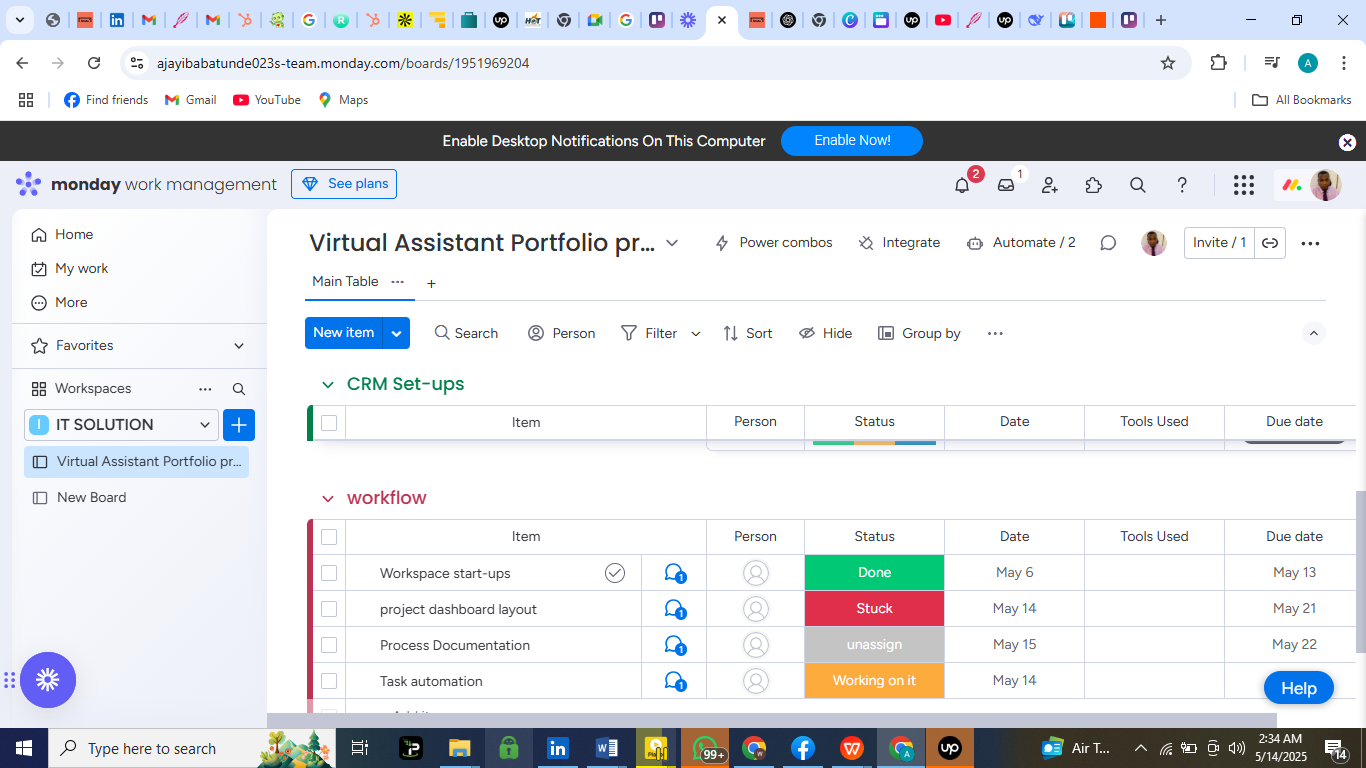 ajayibabatunde023s-team.monday.com/boards/1951969204
A
Find friends
Gmail
YouTube
Maps
All Bookmarks
Enable Desktop Notifications On This Computer
Enable Now!
monday work management
See plans
2
1
Home
My work
More
Favorites
Workspaces
I
IT SOLUTION
Virtual Assistant Portfolio pr...
New Board
Virtual Assistant Portfolio pr...
Power combos
Integrate
Automate / 2
Invite / 1
Main Table
New item
Search
Person
Filter
Sort
Hide
Group by
CRM Set-ups
Item Person Status Date Tools Used Due date
workflow
Item Person Status Date Tools Used Due date
Workspace start-ups 1 Done May 6 May 13
project dashboard layout 1 Stuck May 14 May 21
Process Documentation 1 unassign May 15 May 22
Task automation 1 Working on it May 14
Help
Type here to search
99+
Air T...
2:34 AM
5/14/2025
14